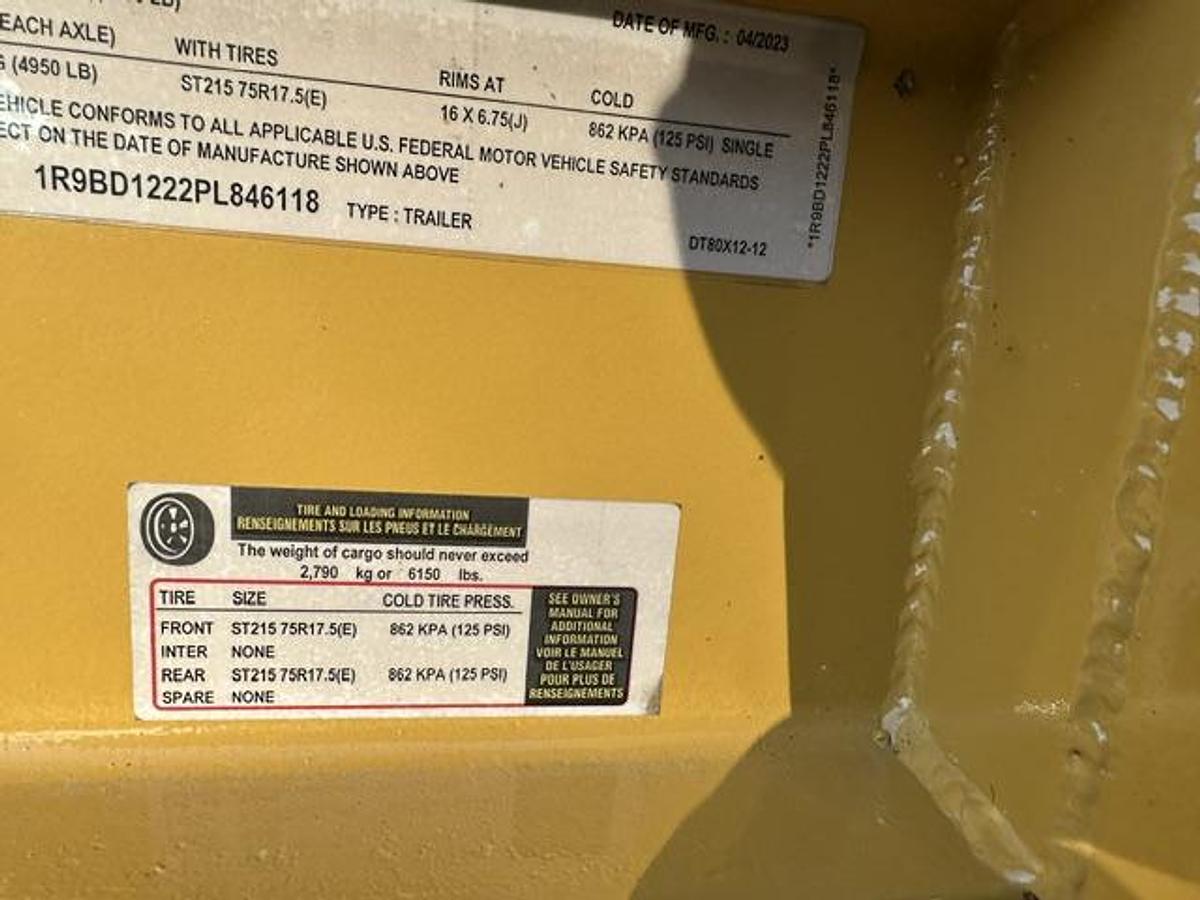 LB)
DATE OF MFG. : 04/2023
EACH AXLE)
WITH TIRES
RIMS AT
COLD
(4950 LB)
ST215 75R17.5(E)
16 X 6.75(J)
862 KPA (125 PSI) SINGLE
EHICLE CONFORMS TO ALL APPLICABLE U.S. FEDERAL MOTOR VEHICLE SAFETY STANDARDS
ECT ON THE DATE OF MANUFACTURE SHOWN ABOVE
1R9BD1222PL846118 TYPE : TRAILER
DT80X12-12
*1R9BD1222PL846118*
TIRE AND LOADING INFORMATION
RENSEIGNEMENTS SUR LES PNEUS ET LE CHARGEMENT
The weight of cargo should never exceed
2,790 kg or 6150 lbs.
TIRE SIZE COLD TIRE PRESS.
FRONT ST215 75R17.5(E) 862 KPA (125 PSI)
INTER NONE
REAR ST215 75R17.5(E) 862 KPA (125 PSI)
SPARE NONE
SEE OWNER'S
MANUAL FOR
ADDITIONAL
INFORMATION
VOIR LE MANUEL
DE L'USAGER
POUR PLUS DE
RENSEIGNEMENTS